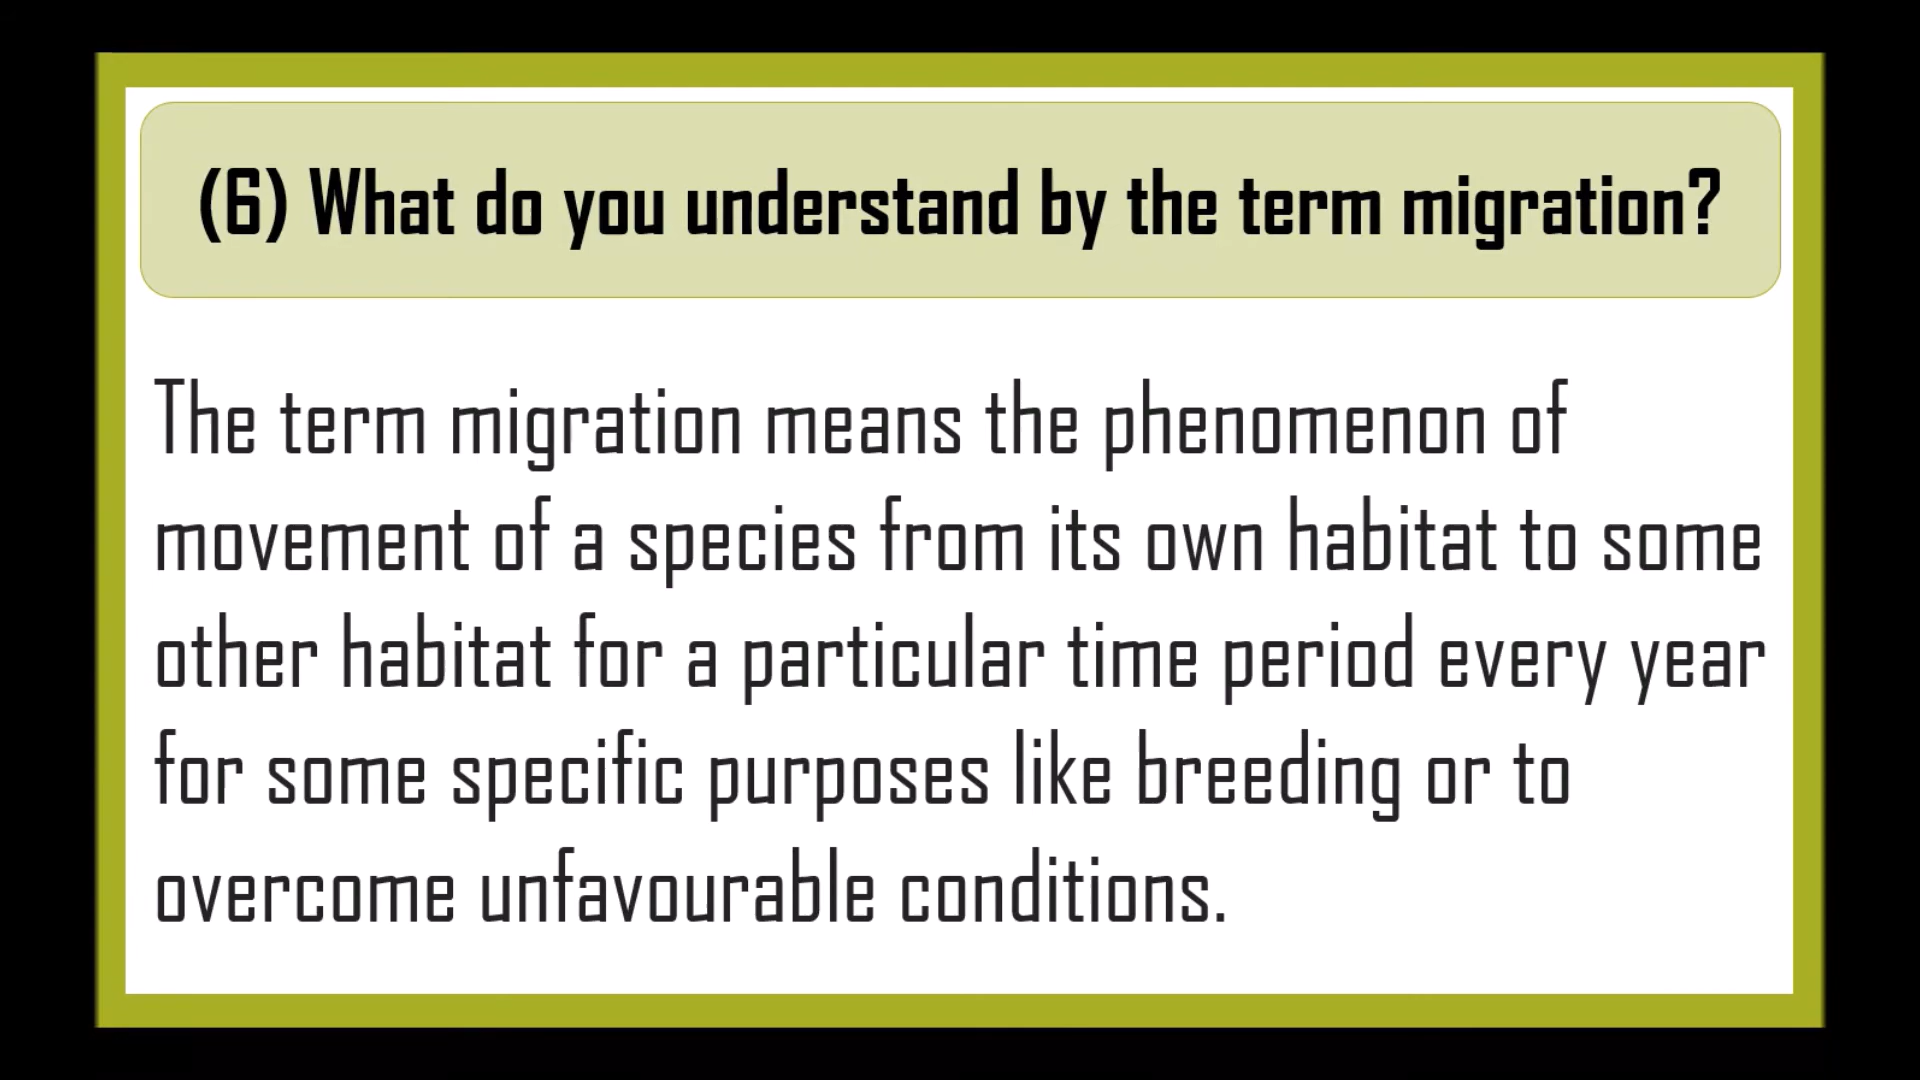 (6) What do you understand by the term migration?
The term migration means the phenomenon of
movement of a species from its own habitat to some
other habitat for a particular time period every year
for some specific purposes like breeding or to
overcome unfavourable conditions.